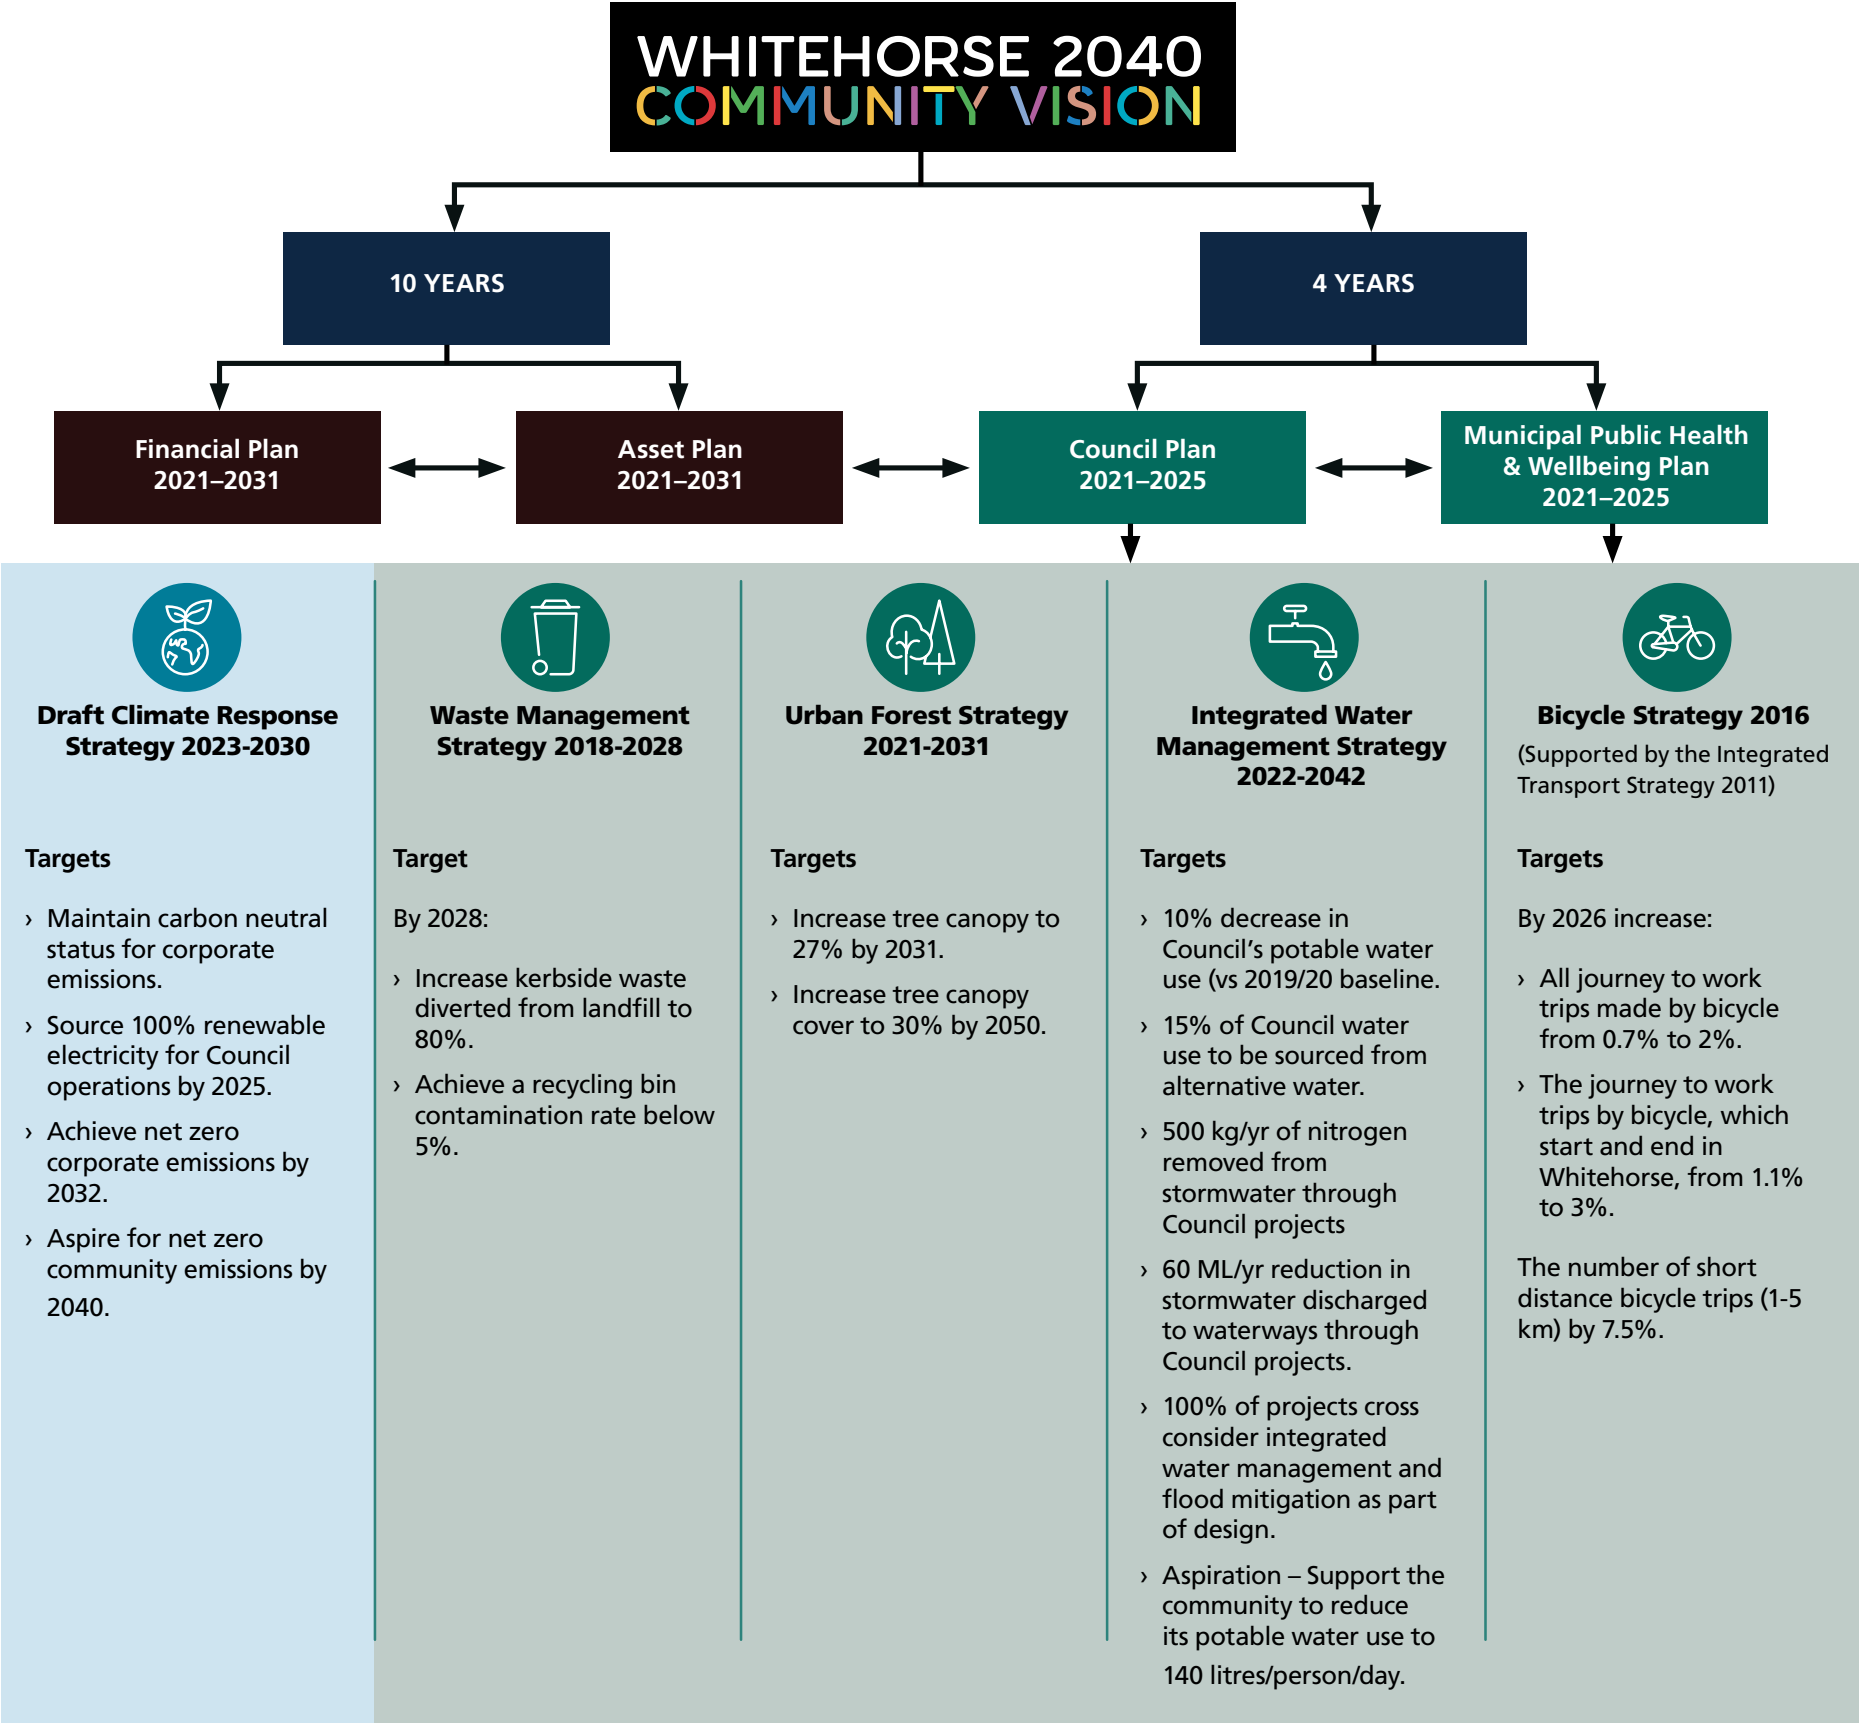 WHITEHORSE 2040
COMMUNITY VISION
10 YEARS
4 YEARS
Financial Plan
2021–2031
Asset Plan
2021–2031
Council Plan
2021–2025
Municipal Public Health
& Wellbeing Plan
2021–2025
Draft Climate Response
Strategy 2023-2030
Targets
› Maintain carbon neutral
status for corporate
emissions.
› Source 100% renewable
electricity for Council
operations by 2025.
› Achieve net zero
corporate emissions by
2032.
› Aspire for net zero
community emissions by
2040.
Waste Management
Strategy 2018-2028
Target
By 2028:
› Increase kerbside waste
diverted from landfill to
80%.
› Achieve a recycling bin
contamination rate below
5%.
Urban Forest Strategy
2021-2031
Targets
› Increase tree canopy to
27% by 2031.
› Increase tree canopy
cover to 30% by 2050.
Integrated Water
Management Strategy
2022-2042
Targets
› 10% decrease in
Council’s potable water
use (vs 2019/20 baseline.
› 15% of Council water
use to be sourced from
alternative water.
› 500 kg/yr of nitrogen
removed from
stormwater through
Council projects
› 60 ML/yr reduction in
stormwater discharged
to waterways through
Council projects.
› 100% of projects cross
consider integrated
water management and
flood mitigation as part
of design.
› Aspiration – Support the
community to reduce
its potable water use to
140 litres/person/day.
Bicycle Strategy 2016
(Supported by the Integrated
Transport Strategy 2011)
Targets
By 2026 increase:
› All journey to work
trips made by bicycle
from 0.7% to 2%.
› The journey to work
trips by bicycle, which
start and end in
Whitehorse, from 1.1%
to 3%.
The number of short
distance bicycle trips (1-5
km) by 7.5%.